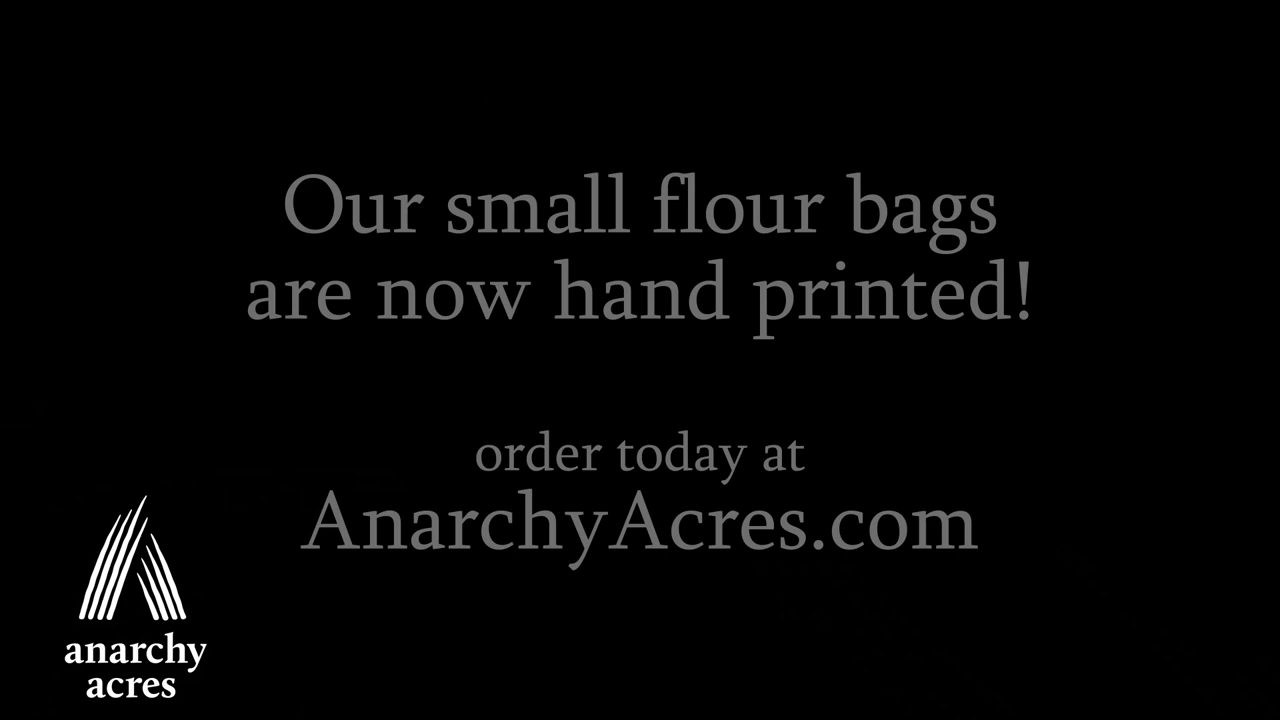 Our small flour bags
are now hand printed!
order today at
AnarchyAcres.com
anarchy
acres